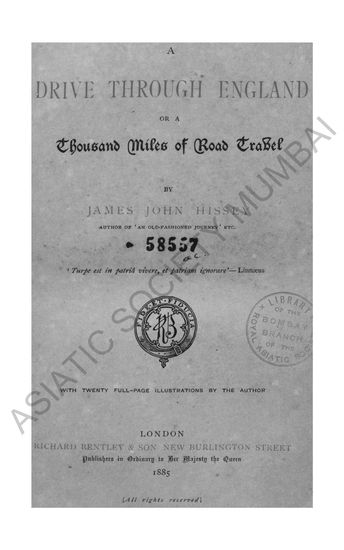 A
DRIVE THROUGH ENGLAND
OR A
Thousand Miles of Road Travel
BY
JAMES JOHN HISSEY
AUTHOR OF 'AN OLD-FASHIONED JOURNEY' ETC.
58557
'Turpe est in patriâ vivere, et patriam ignorare'—Linnæus
LIBRARY
OF THE
BOMBAY
BRANCH
OF THE
ROYAL ASIATIC
WITH TWENTY FULL-PAGE ILLUSTRATIONS BY THE AUTHOR
LONDON
RICHARD BENTLEY & SON NEW BURLINGTON STREET
Publishers in Ordinary to Her Majesty the Queen
1885
[All rights reserved]
ASIATIC SOCIETY MUMBAI